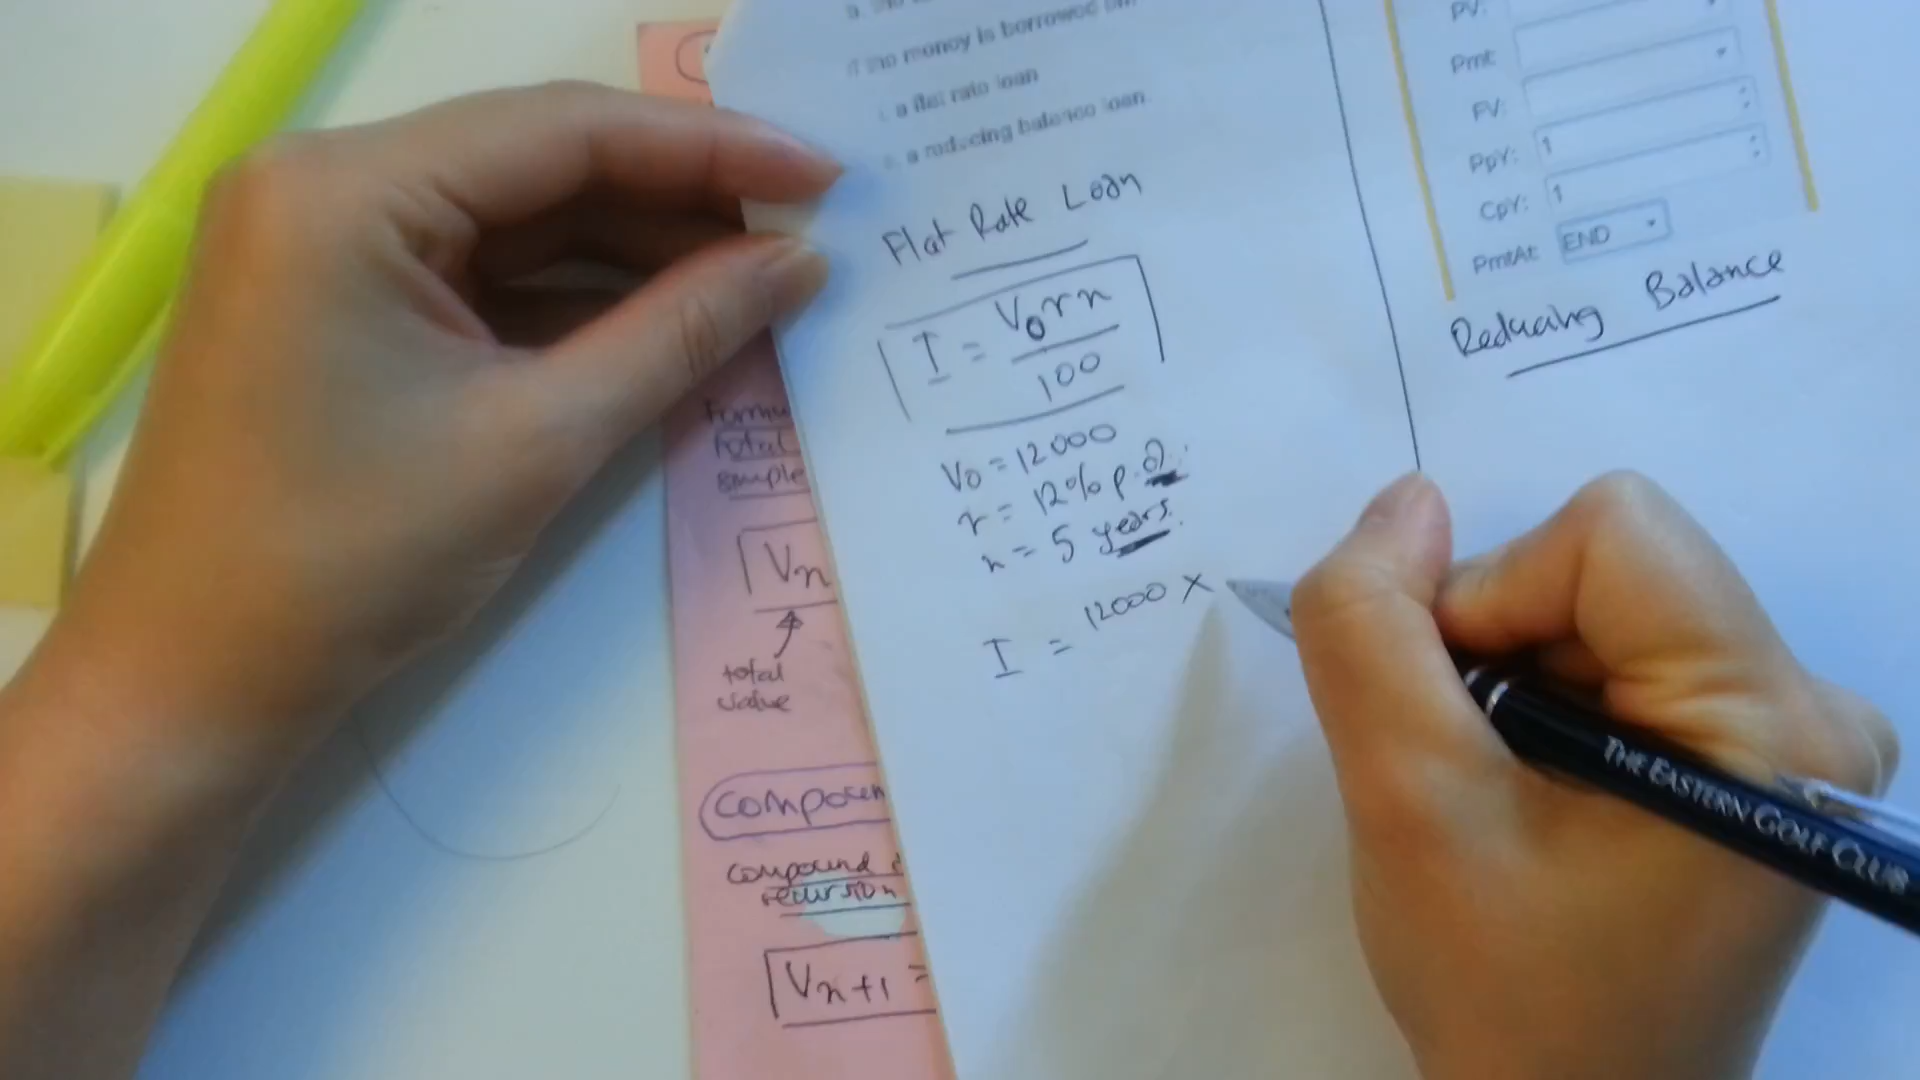 if the money is borrowed
a flat rate loan
a reducing balance loan.
Flat Rate Loan
I = V0rn
100
V0 = 12000
r = 12% p.a.
n = 5 years.
I = 12000 ×
PV:
Pmt:
FV:
PpY: 1
CpY: 1
PmtAt: END
Reducing Balance
total
simple
Vn
total
value
compoun
compound
recursion
Vn+1 =
THE EASTERN GOLF CLUB